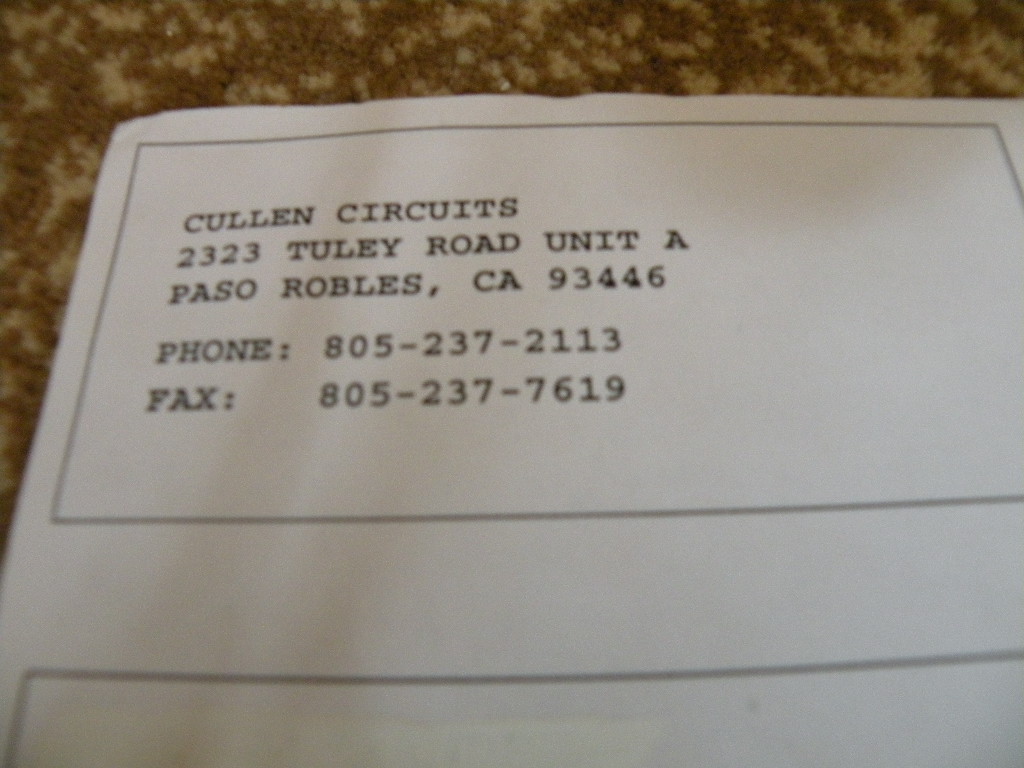 CULLEN CIRCUITS
2323 TULEY ROAD UNIT A
PASO ROBLES, CA 93446
PHONE: 805-237-2113
FAX: 805-237-7619